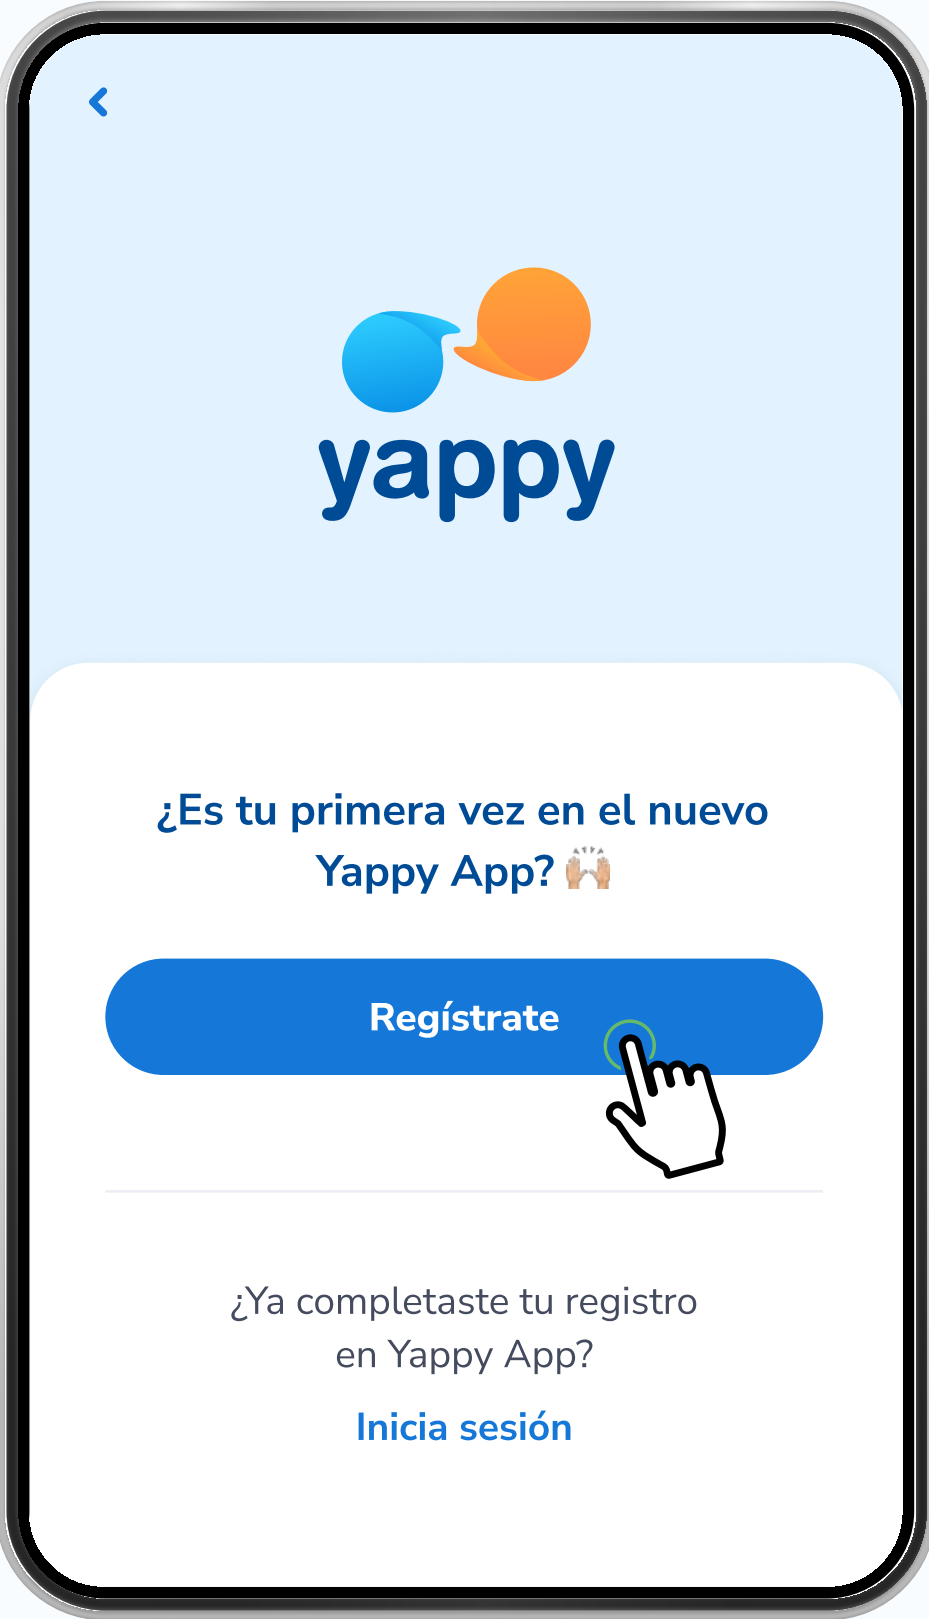 yappy
¿Es tu primera vez en el nuevo
Yappy App? 🙌🏼
Regístrate
¿Ya completaste tu registro
en Yappy App?
Inicia sesión